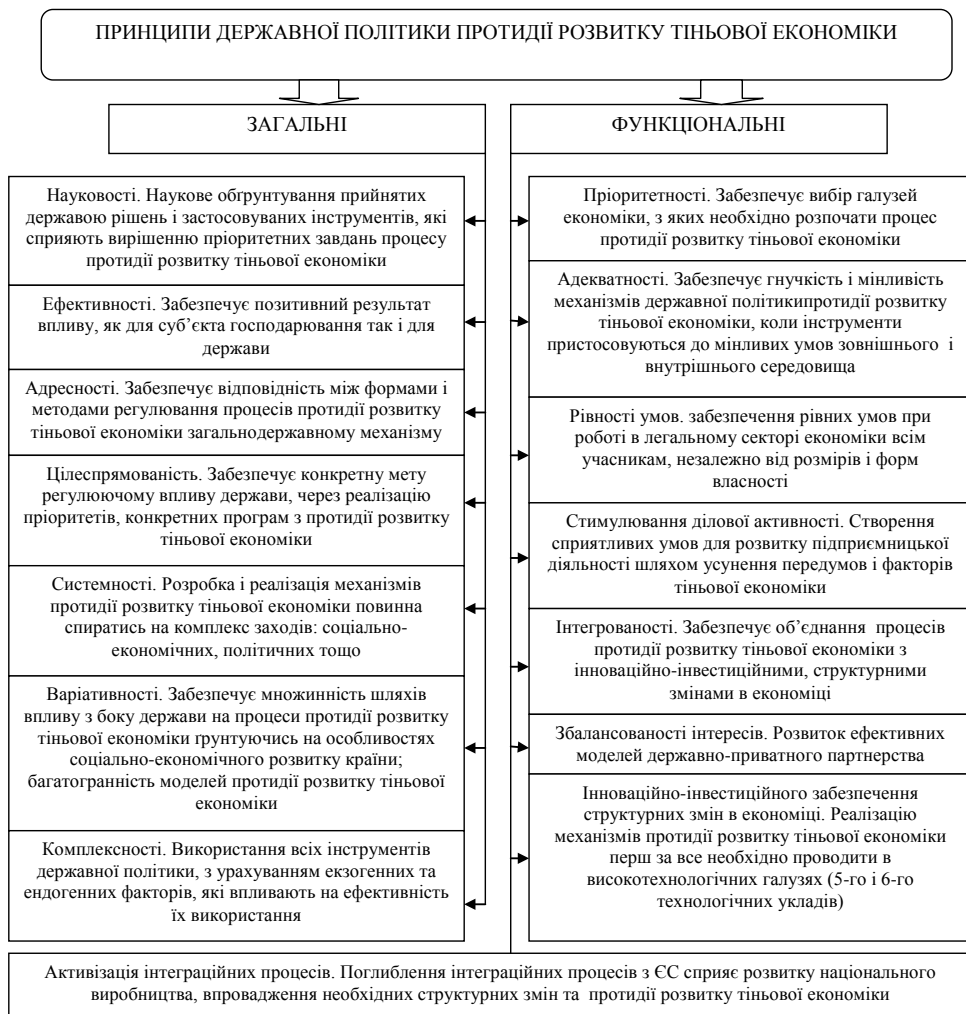 ПРИНЦИПИ ДЕРЖАВНОЇ ПОЛІТИКИ ПРОТИДІЇ РОЗВИТКУ ТІНЬОВОЇ ЕКОНОМІКИ
ЗАГАЛЬНІ
Науковості. Наукове обґрунтування прийнятих
державою рішень і застосовуваних інструментів, які
сприяють вирішенню пріоритетних завдань процесу
протидії розвитку тіньової економіки
Ефективності. Забезпечує позитивний результат
впливу, як для суб’єкта господарювання так і для
держави
Адресності. Забезпечує відповідність між формами і
методами регулювання процесів протидії розвитку
тіньової економіки загальнодержавному механізму
Цілеспрямованість. Забезпечує конкретну мету
регулюючому впливу держави, через реалізацію
пріоритетів, конкретних програм з протидії розвитку
тіньової економіки
Системності. Розробка і реалізація механізмів
протидії розвитку тіньової економіки повинна
спиратись на комплекс заходів: соціально-
економічних, політичних тощо
Варіативності. Забезпечує множинність шляхів
впливу з боку держави на процеси протидії розвитку
тіньової економіки ґрунтуючись на особливостях
соціально-економічного розвитку країни;
багатогранність моделей протидії розвитку тіньової
економіки
Комплексності. Використання всіх інструментів
державної політики, з урахуванням екзогенних та
ендогенних факторів, які впливають на ефективність
їх використання
ФУНКЦІОНАЛЬНІ
Пріоритетності. Забезпечує вибір галузей
економіки, з яких необхідно розпочати процес
протидії розвитку тіньової економіки
Адекватності. Забезпечує гнучкість і мінливість
механізмів державної політикипротидії розвитку
тіньової економіки, коли інструменти
пристосовуються до мінливих умов зовнішнього і
внутрішнього середовища
Рівності умов. забезпечення рівних умов при
роботі в легальному секторі економіки всім
учасникам, незалежно від розмірів і форм
власності
Стимулювання ділової активності. Створення
сприятливих умов для розвитку підприємницької
діяльності шляхом усунення передумов і факторів
тіньової економіки
Інтегрованості. Забезпечує об’єднання процесів
протидії розвитку тіньової економіки з
інноваційно-інвестиційними, структурними
змінами в економіці
Збалансованості інтересів. Розвиток ефективних
моделей державно-приватного партнерства
Інноваційно-інвестиційного забезпечення
структурних змін в економіці. Реалізацію
механізмів протидії розвитку тіньової економіки
перш за все необхідно проводити в
високотехнологічних галузях (5-го і 6-го
технологічних укладів)
Активізація інтеграційних процесів. Поглиблення інтеграційних процесів з ЄС сприяє розвитку національного
виробництва, впровадження необхідних структурних змін та протидії розвитку тіньової економіки